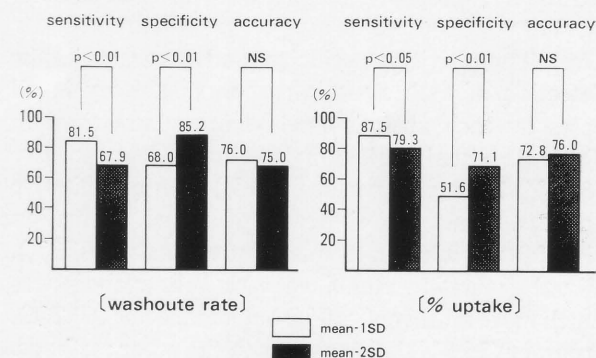 sensitivity specificity accuracy
p<0.01 p<0.01 NS
(%)
100
80
60
40
20
81.5 67.9 68.0 85.2 76.0 75.0
〔washoute rate〕
sensitivity specificity accuracy
p<0.05 p<0.01 NS
(%)
100
80
60
40
20
87.5 79.3 51.6 71.1 72.8 76.0
〔% uptake〕
mean-1SD
mean-2SD